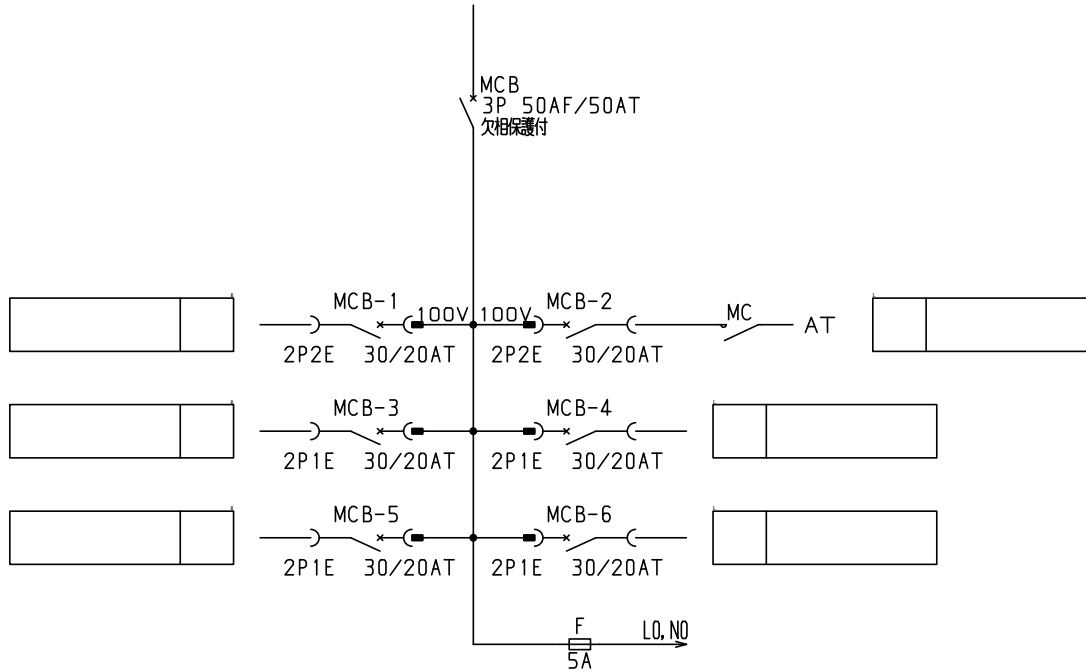 MCB
3P 50AF/50AT
欠相保護付
MCB-1
100V
100V
MCB-2
MC
AT
2P2E 30/20AT
2P2E 30/20AT
MCB-3
MCB-4
2P1E 30/20AT
2P1E 30/20AT
MCB-5
MCB-6
2P1E 30/20AT
2P1E 30/20AT
F
L0,N0
5A